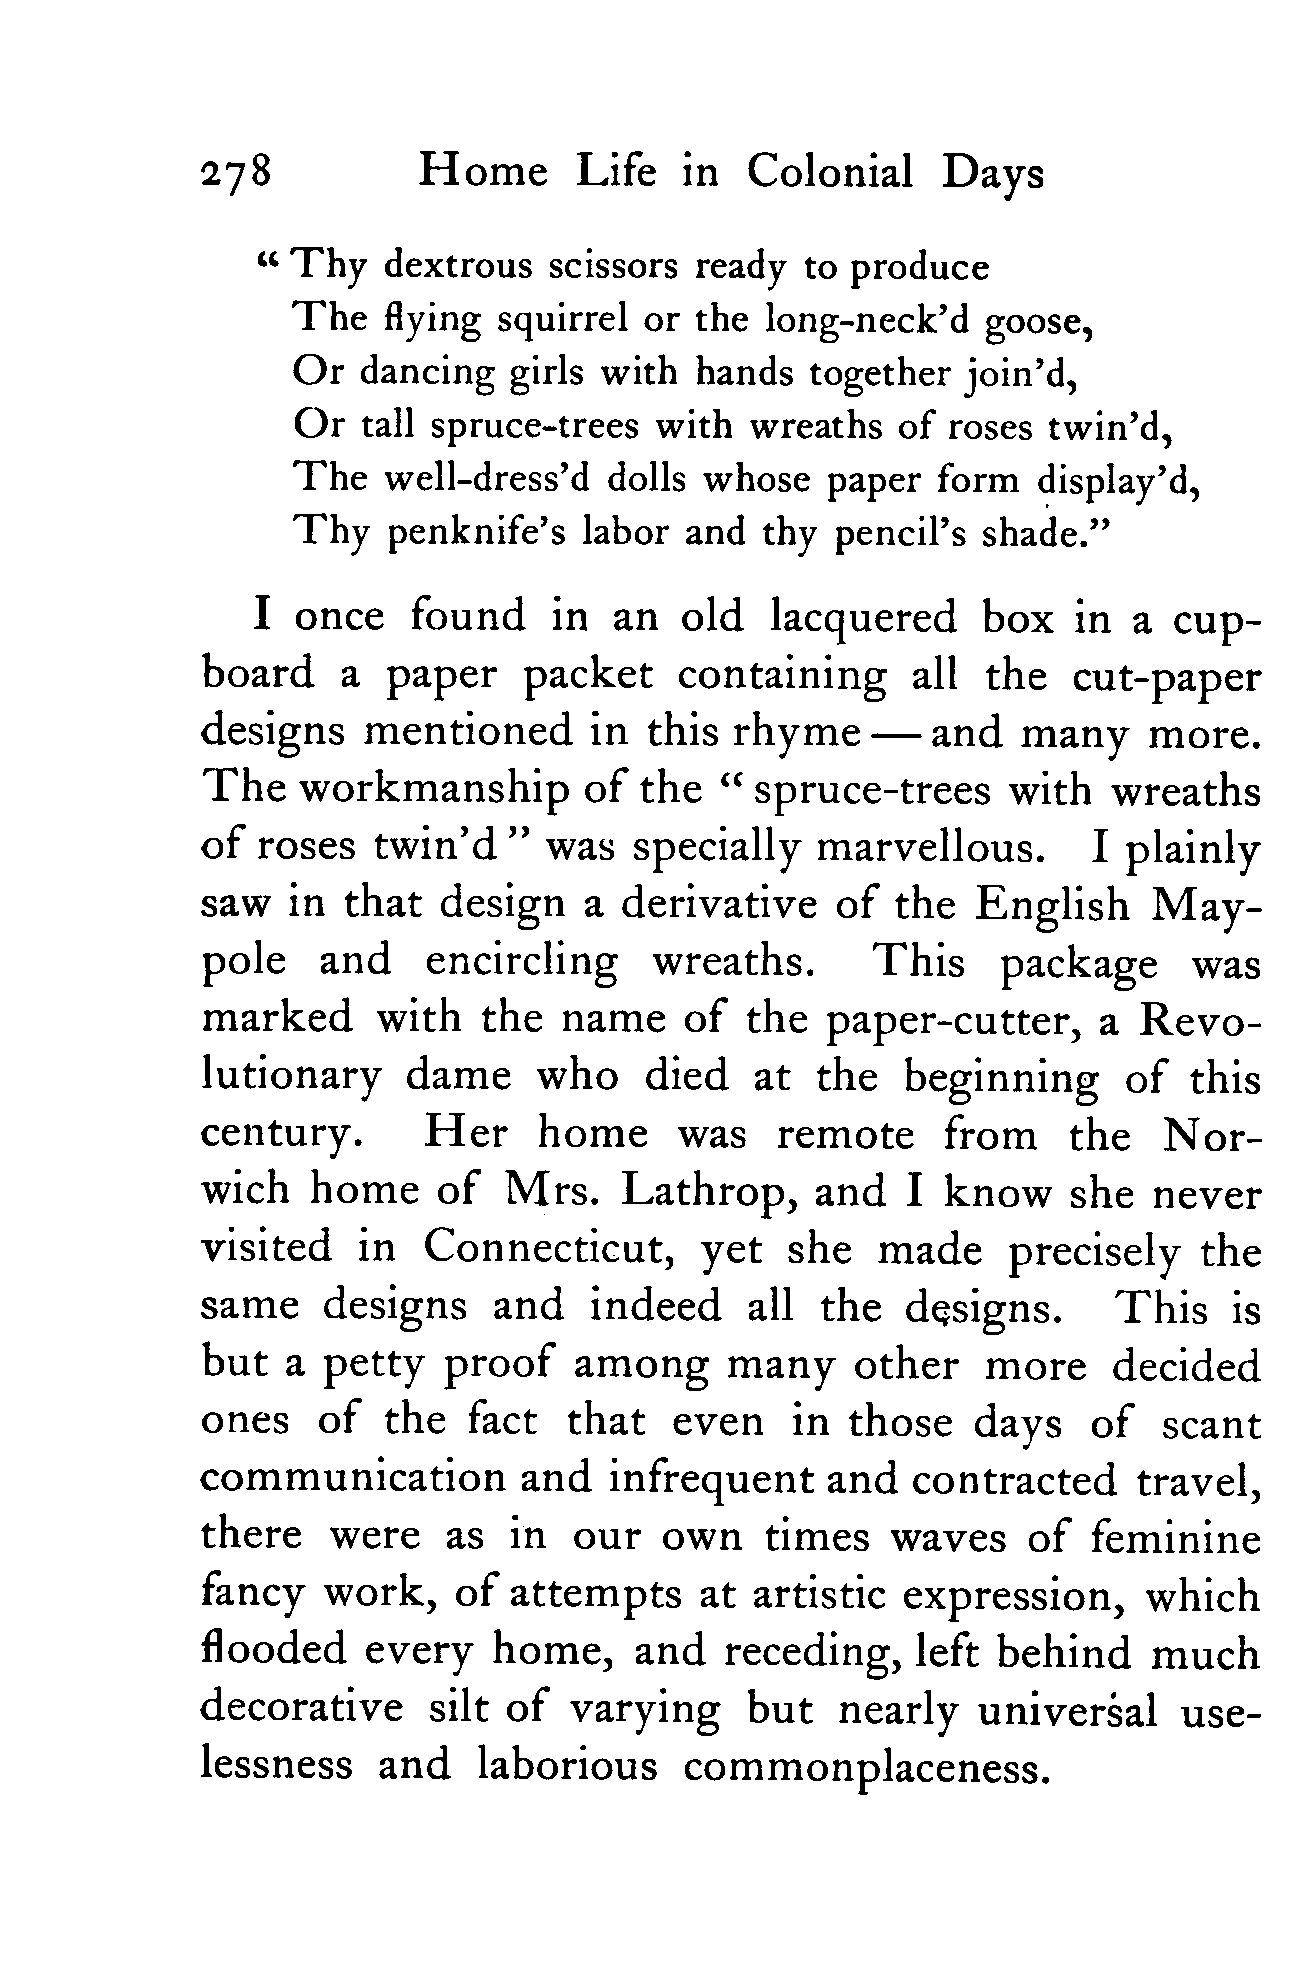 278 Home Life in Colonial Days
“ Thy dextrous scissors ready to produce
The flying squirrel or the long-neck’d goose,
Or dancing girls with hands together join’d,
Or tall spruce-trees with wreaths of roses twin’d,
The well-dress’d dolls whose paper form display’d,
Thy penknife’s labor and thy pencil’s shade.”
I once found in an old lacquered box in a cup-
board a paper packet containing all the cut-paper
designs mentioned in this rhyme — and many more.
The workmanship of the “ spruce-trees with wreaths
of roses twin’d ” was specially marvellous. I plainly
saw in that design a derivative of the English May-
pole and encircling wreaths. This package was
marked with the name of the paper-cutter, a Revo-
lutionary dame who died at the beginning of this
century. Her home was remote from the Nor-
wich home of Mrs. Lathrop, and I know she never
visited in Connecticut, yet she made precisely the
same designs and indeed all the designs. This is
but a petty proof among many other more decided
ones of the fact that even in those days of scant
communication and infrequent and contracted travel,
there were as in our own times waves of feminine
fancy work, of attempts at artistic expression, which
flooded every home, and receding, left behind much
decorative silt of varying but nearly universal use-
lessness and laborious commonplaceness.